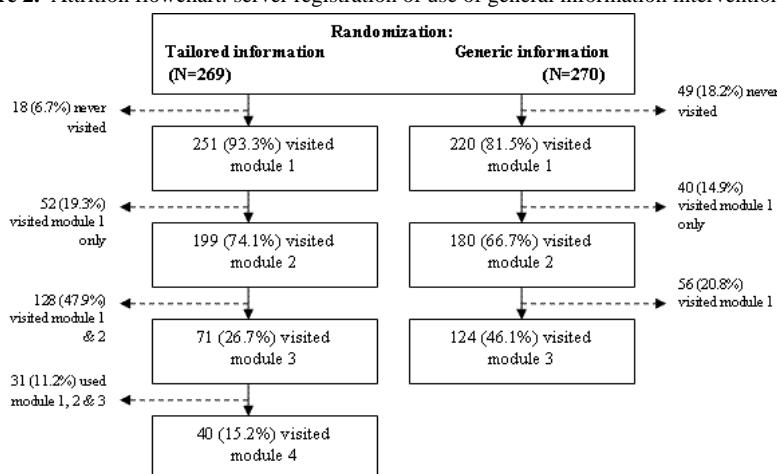 2. Attrition flowchart: server registration of use of general information intervention
Randomization:
Tailored information
Generic information
(N=269)
(N=270)
18 (6.7%) never
visited
49 (18.2%) never
visited
251 (93.3%) visited
module 1
220 (81.5%) visited
module 1
52 (19.3%)
visited module 1
only
40 (14.9%)
visited module 1
only
199 (74.1%) visited
module 2
180 (66.7%) visited
module 2
128 (47.9%)
visited module 1
& 2
56 (20.8%)
visited module 1
71 (26.7%) visited
module 3
124 (46.1%) visited
module 3
31 (11.2%) used
module 1, 2 & 3
40 (15.2%) visited
module 4